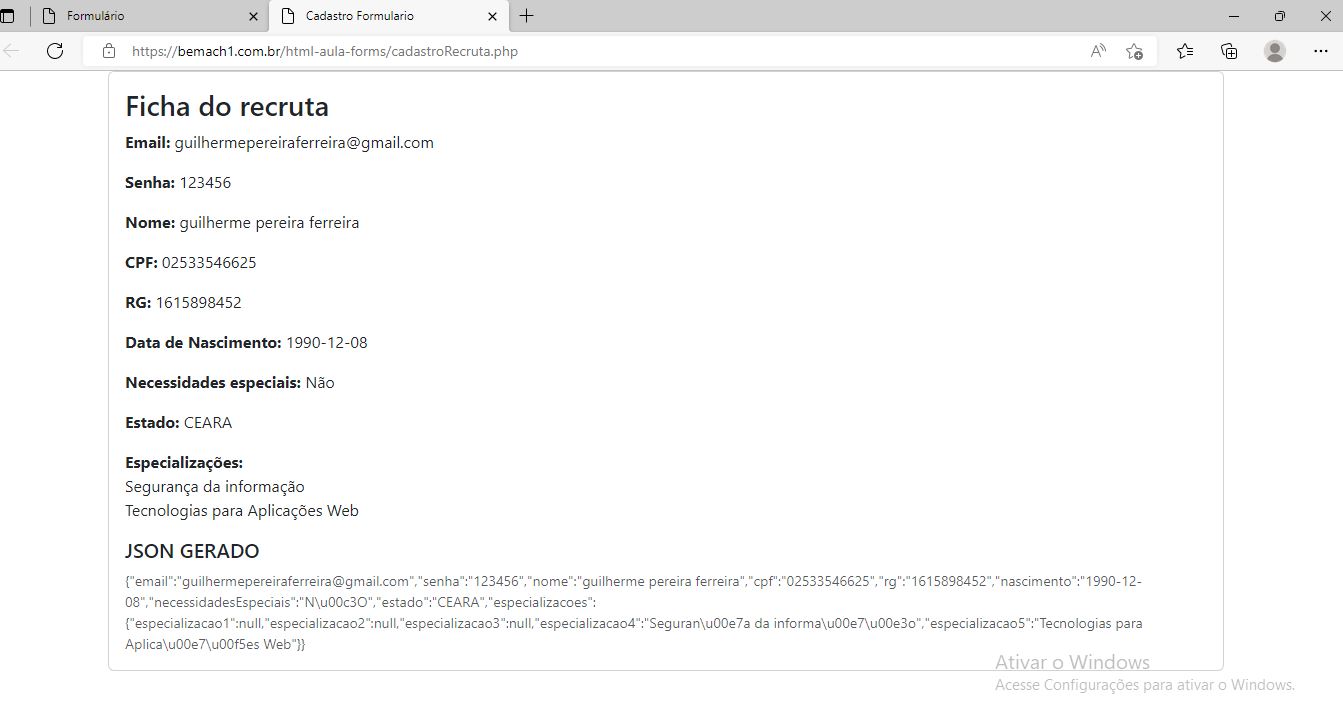 Formulário
Cadastro Formulario
https://bemach1.com.br/html-aula-forms/cadastroRecruta.php
Ficha do recruta
Email: guilhermepereiraferreira@gmail.com
Senha: 123456
Nome: guilherme pereira ferreira
CPF: 02533546625
RG: 1615898452
Data de Nascimento: 1990-12-08
Necessidades especiais: Não
Estado: CEARA
Especializações:
Segurança da informação
Tecnologias para Aplicações Web
JSON GERADO
{"email":"guilhermepereiraferreira@gmail.com","senha":"123456","nome":"guilherme pereira ferreira","cpf":"02533546625","rg":"1615898452","nascimento":"1990-12-
08","necessidadesEspeciais":"N\u00c3O","estado":"CEARA","especializacoes":
{"especializacao1":null,"especializacao2":null,"especializacao3":null,"especializacao4":"Seguran\u00e7a da informa\u00e7\u00e3o","especializacao5":"Tecnologias para
Aplica\u00e7\u00f5es Web"}}
Ativar o Windows
Acesse Configurações para ativar o Windows.